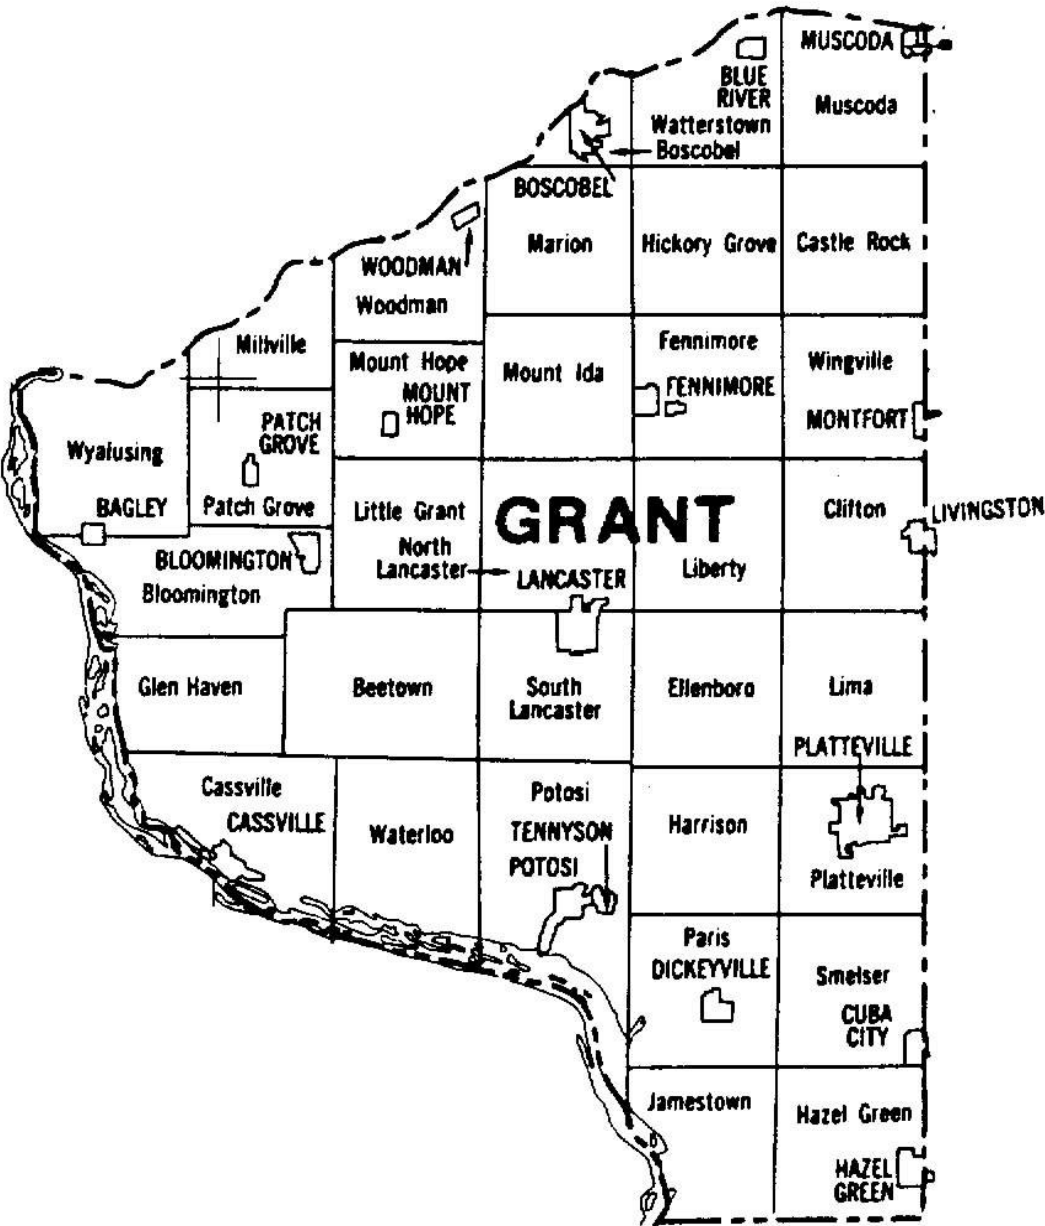 MUSCODA
BLUE
RIVER
Muscoda
Watterstown
Boscobel
BOSCOBEL
Marion
Hickory Grove
Castle Rock
WOODMAN
Woodman
Millville
Mount Hope
MOUNT
HOPE
Mount Ida
Fennimore
FENNIMORE
Wingville
MONTFORT
PATCH
GROVE
Patch Grove
Wyalusing
BAGLEY
Little Grant
GRANT
Clifton
LIVINGSTON
North
Lancaster
LANCASTER
Liberty
BLOOMINGTON
Bloomington
Glen Haven
Beetown
South
Lancaster
Ellenboro
Lima
PLATTEVILLE
Cassville
CASSVILLE
Waterloo
Potosi
TENNYSON
POTOSI
Harrison
Platteville
Paris
DICKEYVILLE
Smelser
CUBA
CITY
Jamestown
Hazel Green
HAZEL
GREEN